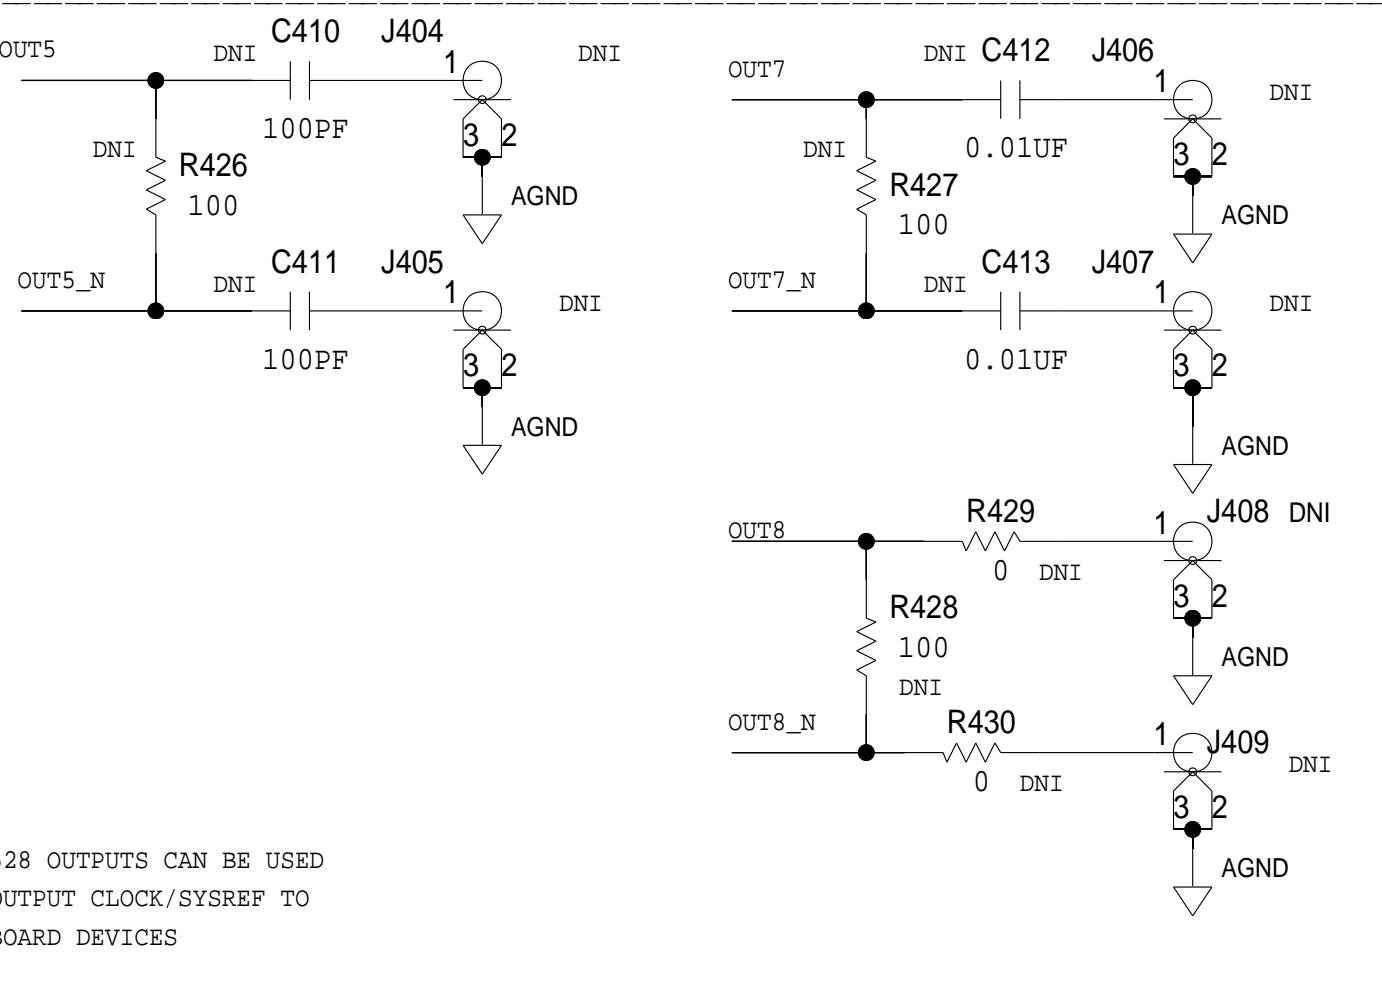 OUT5
DNI
C410
J404
DNI
1
100PF
3
2
AGND
DNI
R426
100
OUT5_N
DNI
C411
J405
DNI
1
100PF
3
2
AGND
OUT7
DNI
C412
J406
DNI
1
0.01UF
3
2
AGND
DNI
R427
100
OUT7_N
DNI
C413
J407
DNI
1
0.01UF
3
2
AGND
OUT8
R429
0 DNI
1
J408 DNI
3
2
AGND
R428
100
DNI
OUT8_N
R430
0 DNI
1
J409
DNI
3
2
AGND
28 OUTPUTS CAN BE USED
OUTPUT CLOCK/SYSREF TO
BOARD DEVICES